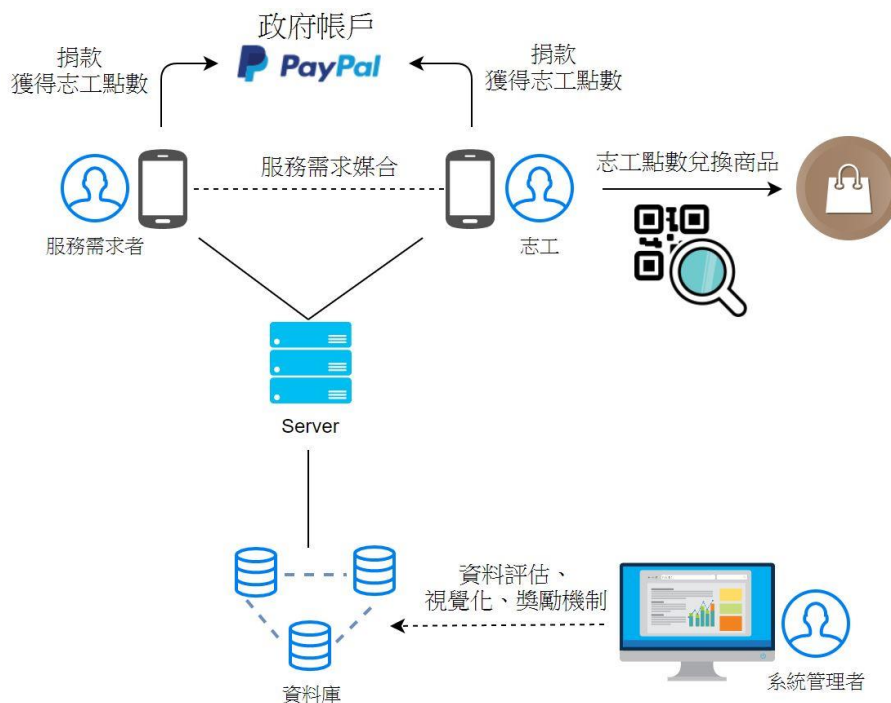 政府帳戶
PayPal
捐款
獲得志工點數
捐款
獲得志工點數
服務需求媒合
志工點數兌換商品
服務需求者
志工
Server
資料評估、
視覺化、獎勵機制
資料庫
系統管理者